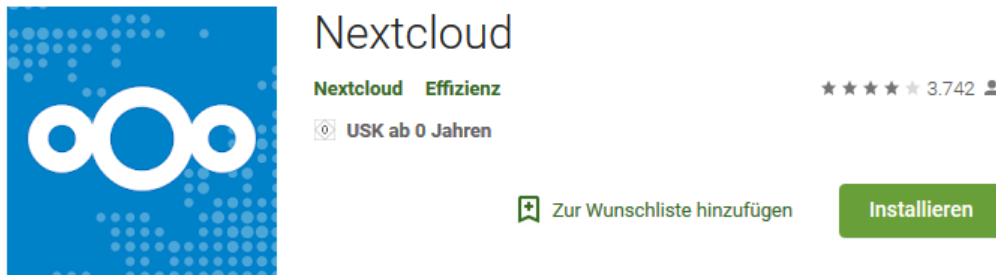 Nextcloud
Nextcloud Effizienz
3.742
USK ab 0 Jahren
Zur Wunschliste hinzufügen
Installieren